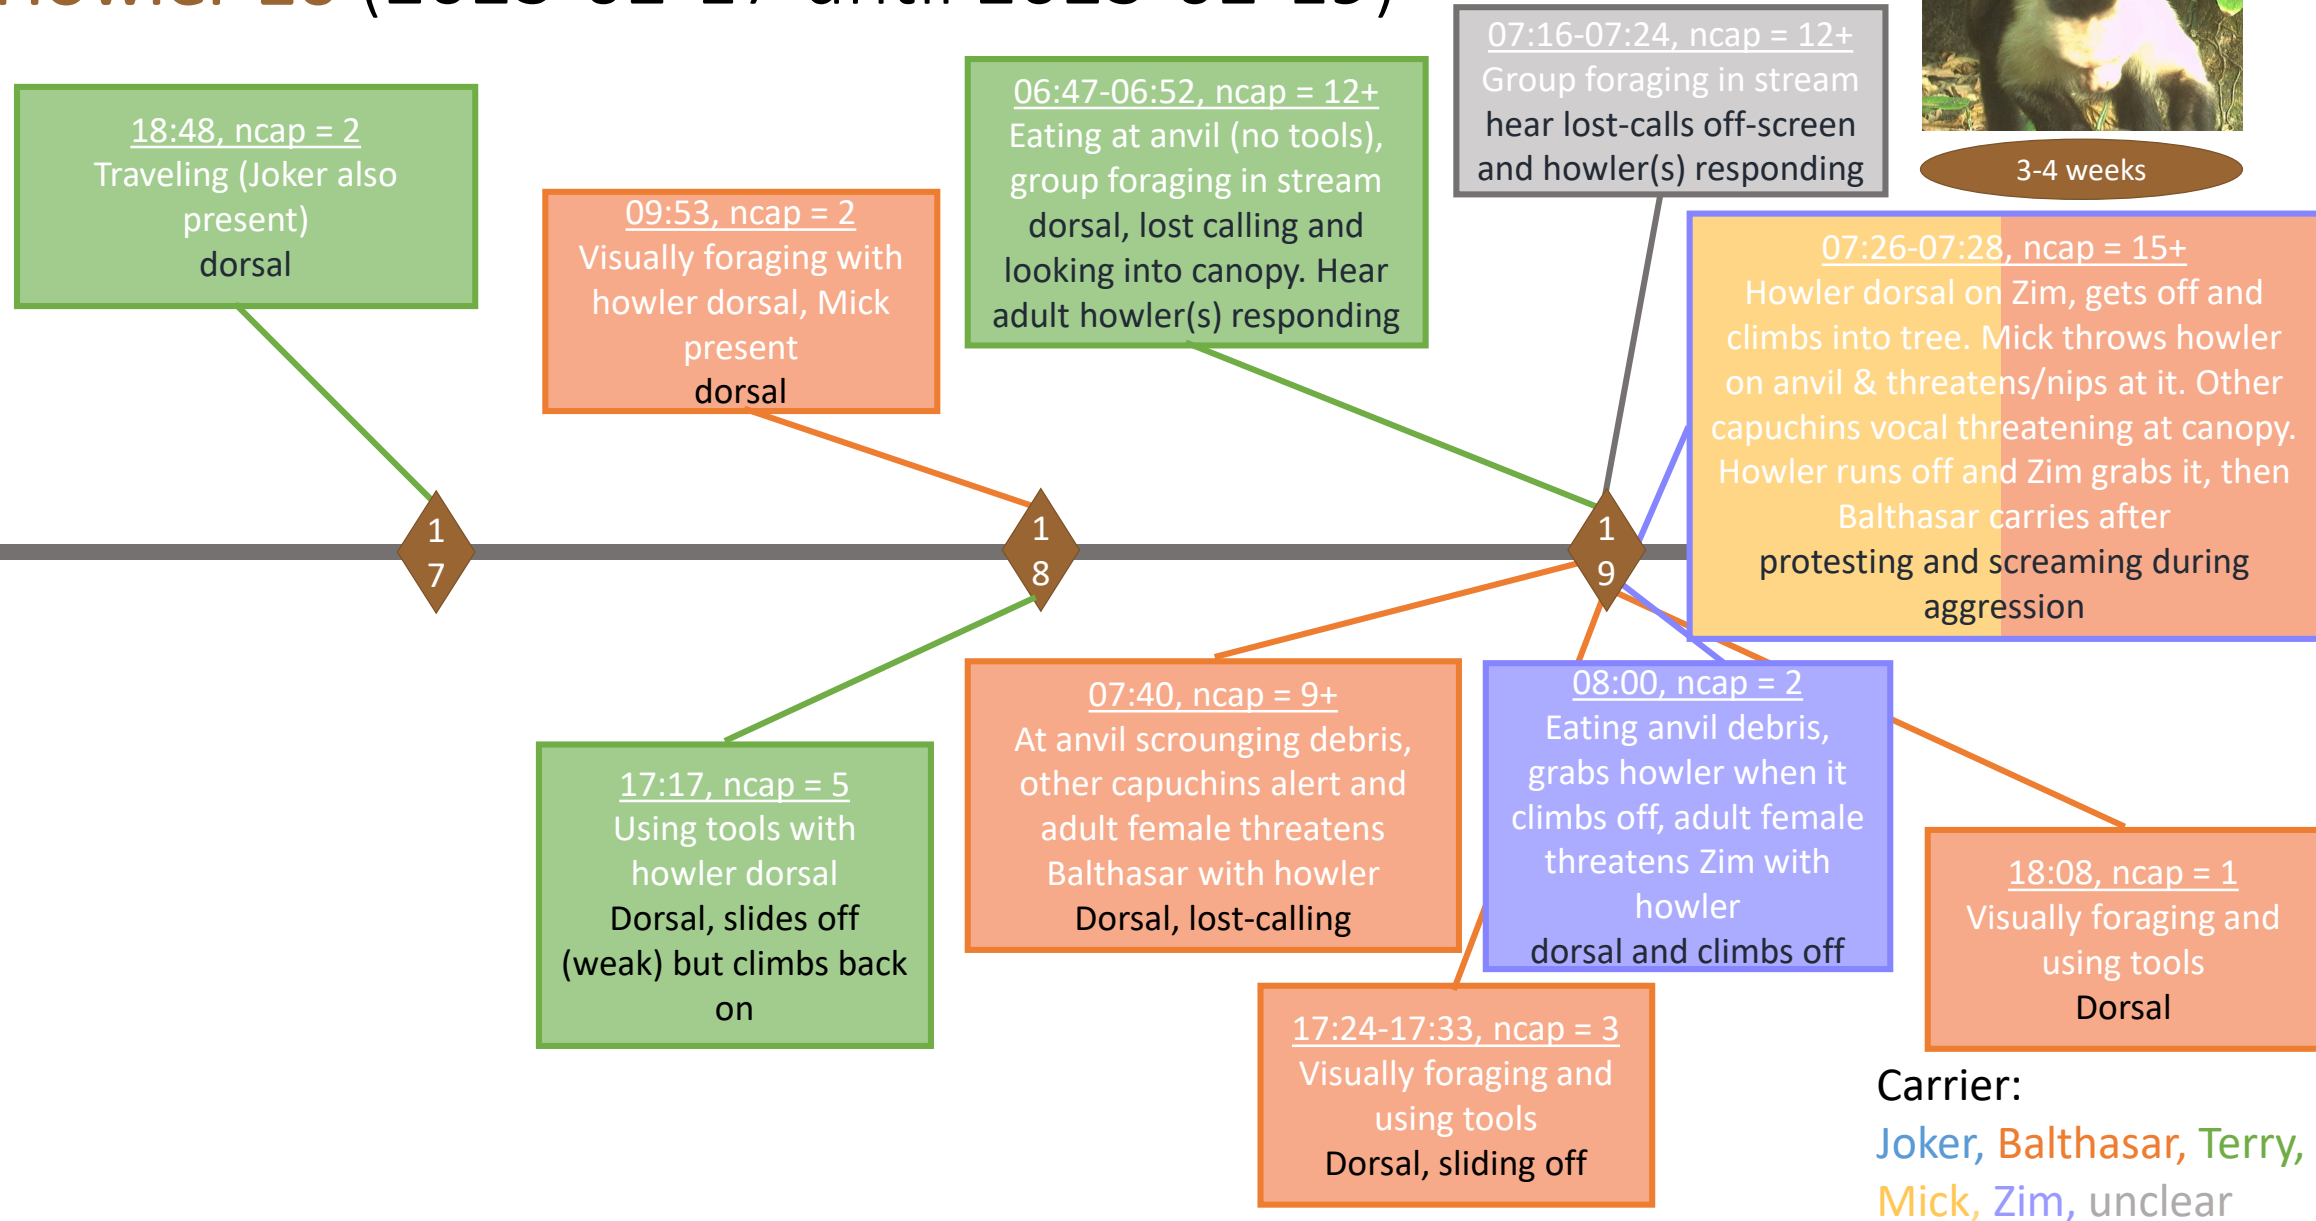 18:48, ncap = 2
Traveling (Joker also
present)
dorsal
09:53, ncap = 2
Visually foraging with
howler dorsal, Mick
present
dorsal
06:47-06:52, ncap = 12+
Eating at anvil (no tools),
group foraging in stream
dorsal, lost calling and
looking into canopy. Hear
adult howler(s) responding
07:16-07:24, ncap = 12+
Group foraging in stream
hear lost-calls off-screen
and howler(s) responding
3-4 weeks
07:26-07:28, ncap = 15+
Howler dorsal on Zim, gets off and
climbs into tree. Mick throws howler
on anvil & threatens/nips at it. Other
capuchins vocal threatening at canopy.
Howler runs off and Zim grabs it, then
Balthasar carries after
protesting and screaming during
aggression
1
7
1
8
1
9
17:17, ncap = 5
Using tools with
howler dorsal
Dorsal, slides off
(weak) but climbs back
on
07:40, ncap = 9+
At anvil scrounging debris,
other capuchins alert and
adult female threatens
Balthasar with howler
Dorsal, lost-calling
08:00, ncap = 2
Eating anvil debris,
grabs howler when it
climbs off, adult female
threatens Zim with
howler
dorsal and climbs off
17:24-17:33, ncap = 3
Visually foraging and
using tools
Dorsal, sliding off
18:08, ncap = 1
Visually foraging and
using tools
Dorsal
Carrier:
Joker, Balthasar, Terry,
Mick, Zim, unclear